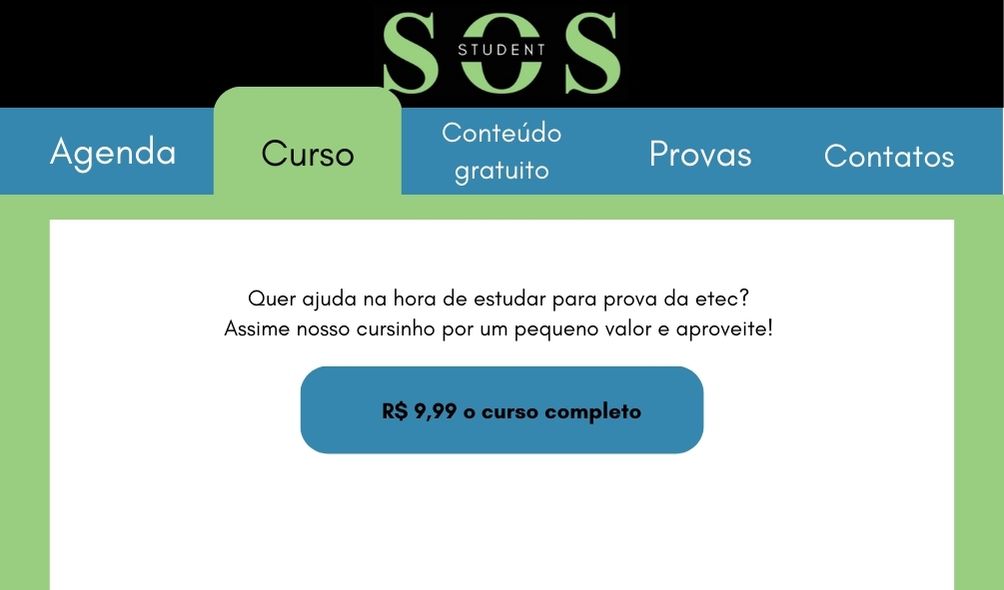 SOS
STUDENT
Agenda
Curso
Conteúdo
gratuito
Provas
Contatos
Quer ajuda na hora de estudar para prova da etec?
Assime nosso cursinho por um pequeno valor e aproveite!
R$ 9,99 o curso completo